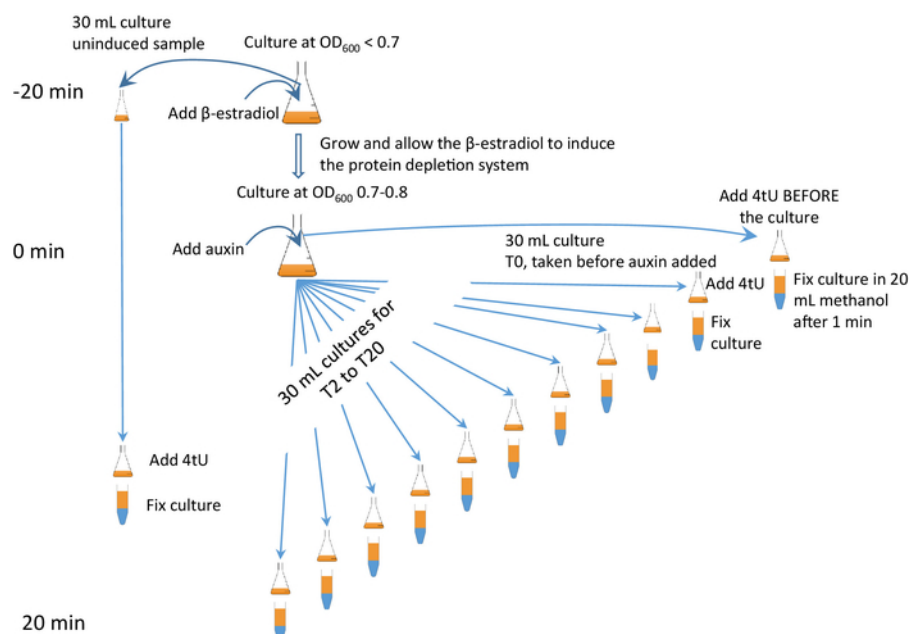 30 mL culture
uninduced sample
Culture at OD600 < 0.7
-20 min
Add β-estradiol
Grow and allow the β-estradiol to induce
the protein depletion system
Culture at OD600 0.7-0.8
Add 4tU BEFORE
the culture
0 min
Add auxin
30 mL culture
T0, taken before auxin added
Add 4tU
Fix culture in 20
mL methanol
after 1 min
Fix
culture
30 mL cultures for
T2 to T20
Add 4tU
Fix culture
20 min